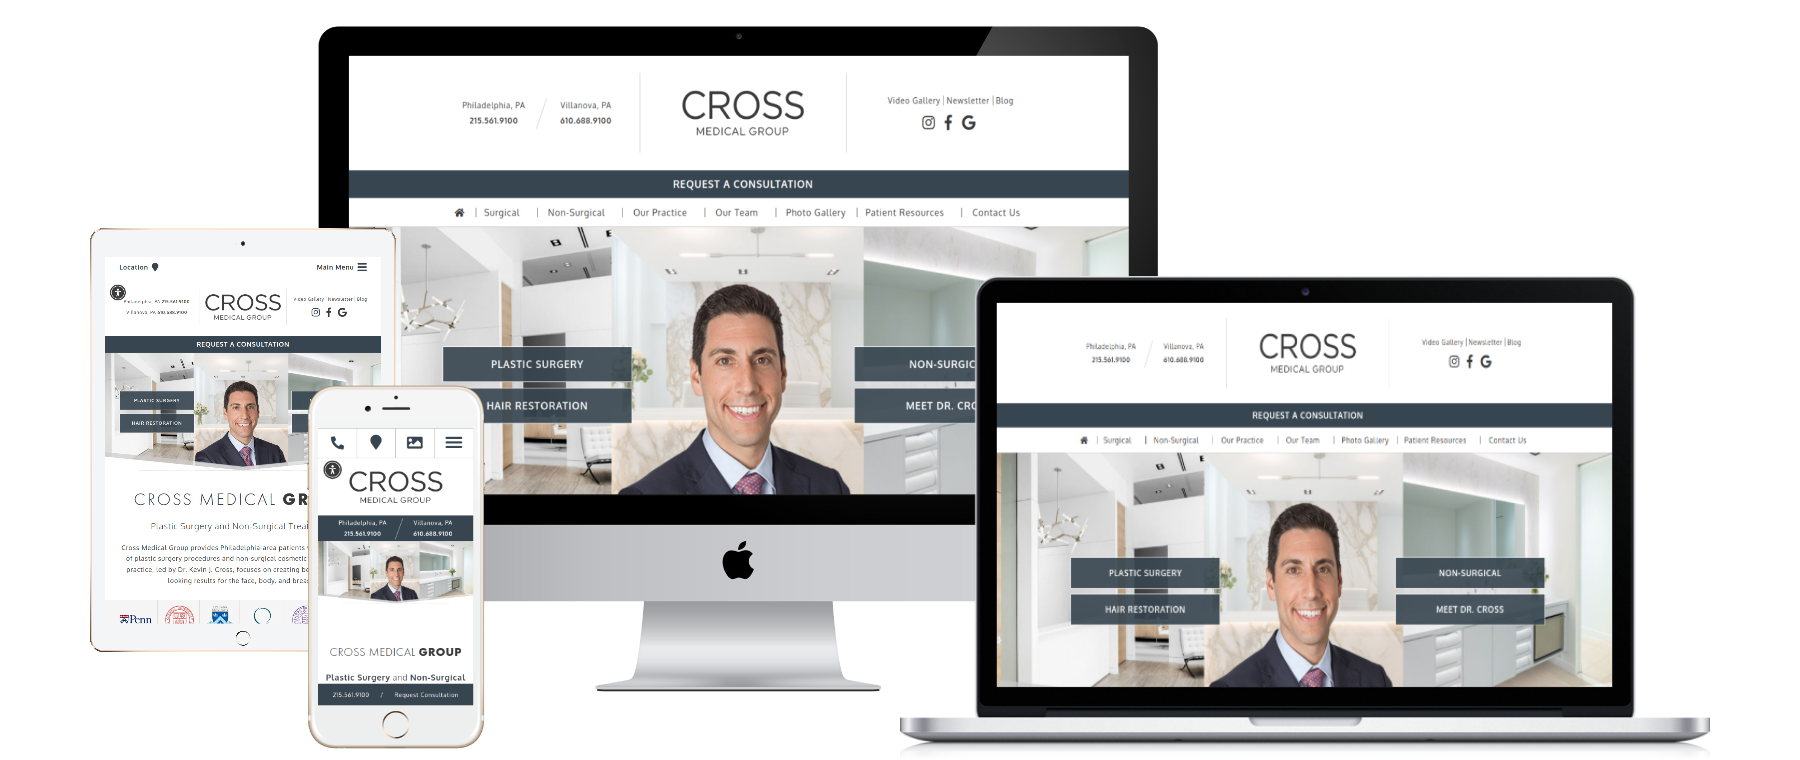 Philadelphia, PA
215.561.9100
Villanova, PA
610.688.9100
CROSS
MEDICAL GROUP
Video Gallery | Newsletter | Blog
REQUEST A CONSULTATION
Surgical | Non-Surgical | Our Practice | Our Team | Photo Gallery | Patient Resources | Contact Us
PLASTIC SURGERY
HAIR RESTORATION
NON-SURGIC
MEET DR. CRO
Location
Main Menu
Philadelphia, PA 215.561.9100
Villanova, PA 610.688.9100
CROSS
MEDICAL GROUP
Video Gallery | Newsletter | Blog
REQUEST A CONSULTATION
PLASTIC SURGERY
HAIR RESTORATION
CROSS MEDICAL GR
Plastic Surgery and Non-Surgical Treat
Cross Medical Group provides Philadelphia-area patients
of plastic surgery procedures and non-surgical cosmetic
practice, led by Dr. Kevin J. Cross, focuses on creating
looking results for the face, body, and
Penn
CROSS
MEDICAL GROUP
Philadelphia, PA
215.561.9100
Villanova, PA
610.688.9100
CROSS MEDICAL GROUP
Plastic Surgery and Non-Surgical
215.561.9100 / Request Consultation
Philadelphia, PA
215.561.9100
Villanova, PA
610.688.9100
CROSS
MEDICAL GROUP
Video Gallery | Newsletter | Blog
REQUEST A CONSULTATION
Surgical | Non-Surgical | Our Practice | Our Team | Photo Gallery | Patient Resources | Contact Us
PLASTIC SURGERY
HAIR RESTORATION
NON-SURGICAL
MEET DR. CROSS